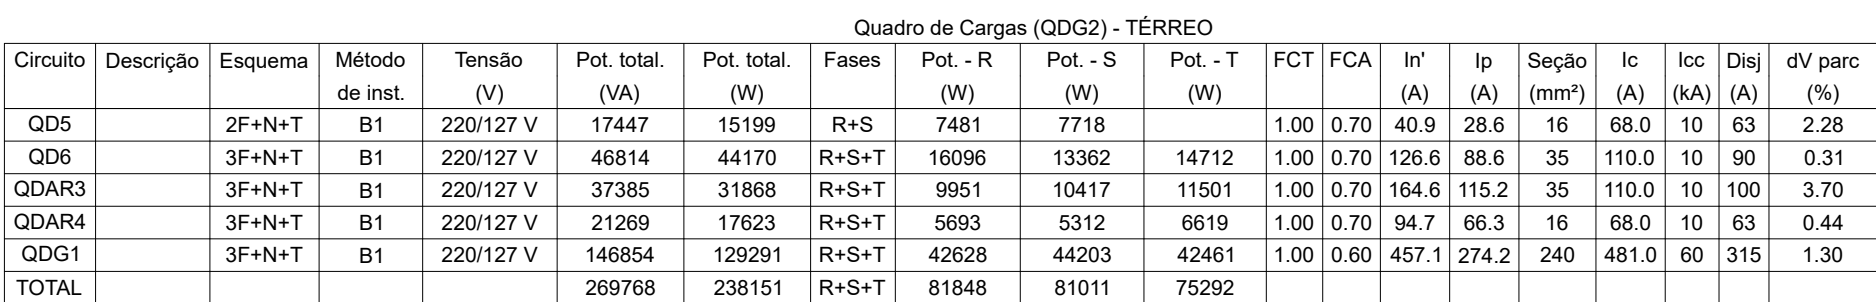 Quadro de Cargas (QDG2) - TÉRREO
Circuito Descrição Esquema Método Tensão Pot. total. Pot. total. Fases Pot. - R Pot. - S Pot. - T FCT FCA In' Ip Seção Ic Icc Disj dV parc
de inst. (V) (VA) (W) (W) (W) (W) (A) (A) (mm²) (A) (kA) (A) (%)
QD5 2F+N+T B1 220/127 V 17447 15199 R+S 7481 7718 1.00 0.70 40.9 28.6 16 68.0 10 63 2.28
QD6 3F+N+T B1 220/127 V 46814 44170 R+S+T 16096 13362 14712 1.00 0.70 126.6 88.6 35 110.0 10 90 0.31
QDAR3 3F+N+T B1 220/127 V 37385 31868 R+S+T 9951 10417 11501 1.00 0.70 164.6 115.2 35 110.0 10 100 3.70
QDAR4 3F+N+T B1 220/127 V 21269 17623 R+S+T 5693 5312 6619 1.00 0.70 94.7 66.3 16 68.0 10 63 0.44
QDG1 3F+N+T B1 220/127 V 146854 129291 R+S+T 42628 44203 42461 1.00 0.60 457.1 274.2 240 481.0 60 315 1.30
TOTAL 269768 238151 R+S+T 81848 81011 75292